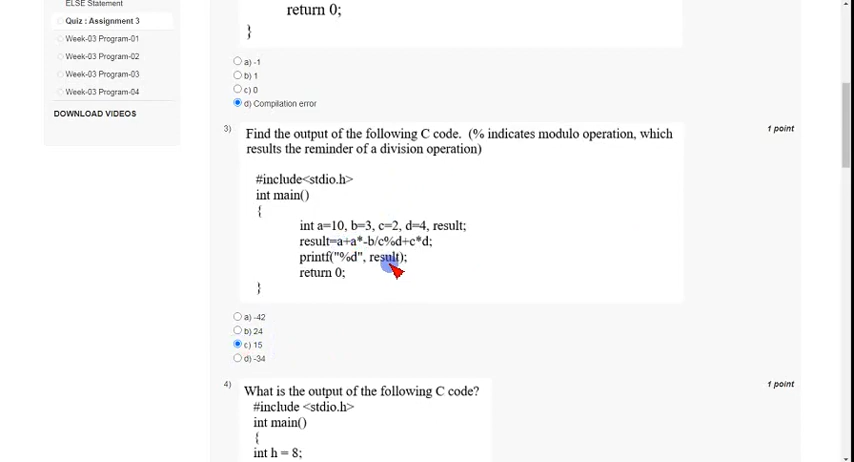 ELSE Statement
Quiz : Assignment 3
Week-03 Program-01
Week-03 Program-02
Week-03 Program-03
Week-03 Program-04
DOWNLOAD VIDEOS
return 0;
}
a) -1
b) 1
c) 0
d) Compilation error
3) Find the output of the following C code. (% indicates modulo operation, which 1 point
results the reminder of a division operation)
#include<stdio.h>
int main()
{
int a=10, b=3, c=2, d=4, result;
result=a+a*-b/c%d+c*d;
printf("%d", result);
return 0;
}
a) -42
b) 24
c) 15
d) -34
4) What is the output of the following C code? 1 point
#include <stdio.h>
int main()
{
int h = 8;